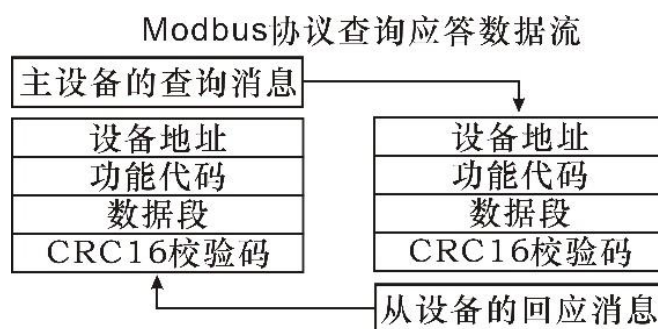 Modbus协议查询应答数据流
主设备的查询消息
设备地址
功能代码
数据段
CRC16校验码
设备地址
功能代码
数据段
CRC16校验码
从设备的回应消息